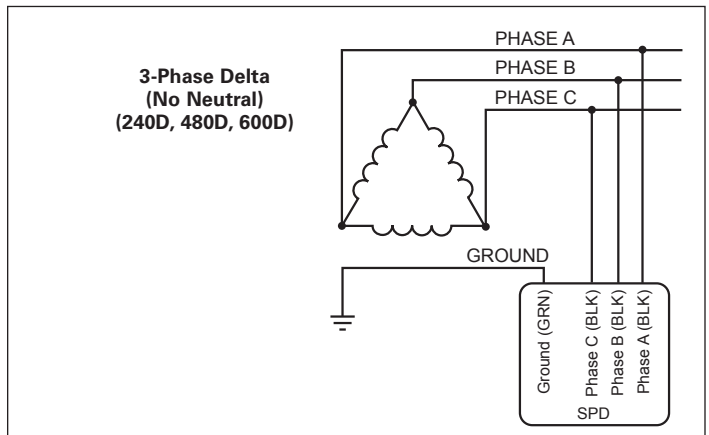 3-Phase Delta
(No Neutral)
(240D, 480D, 600D)
PHASE A
PHASE B
PHASE C
GROUND
Ground (GRN)
Phase C (BLK)
Phase B (BLK)
Phase A (BLK)
SPD